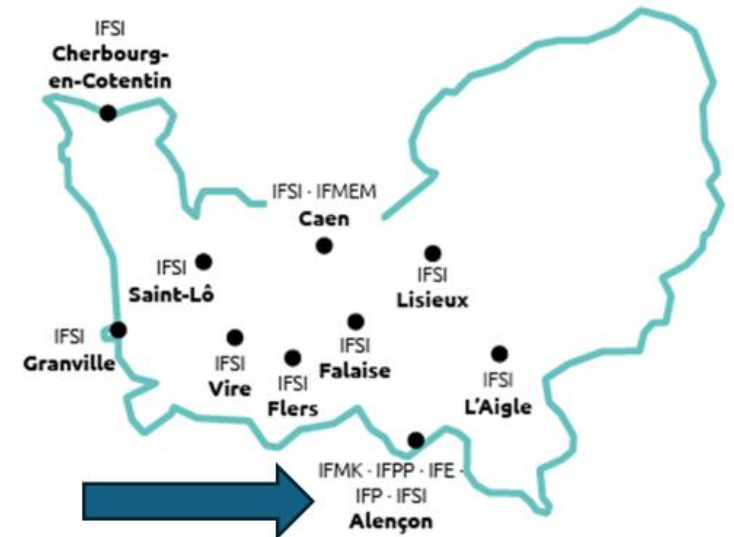 IFSI
Cherbourg-
en-Cotentin
IFSI · IFMEM
Caen
IFSI
Saint-Lô
IFSI
Lisieux
IFSI
Granville
IFSI
Vire
IFSI
Flers
IFSI
Falaise
IFSI
L'Aigle
IFMK · IFPP · IFE ·
IFP · IFSI
Alençon